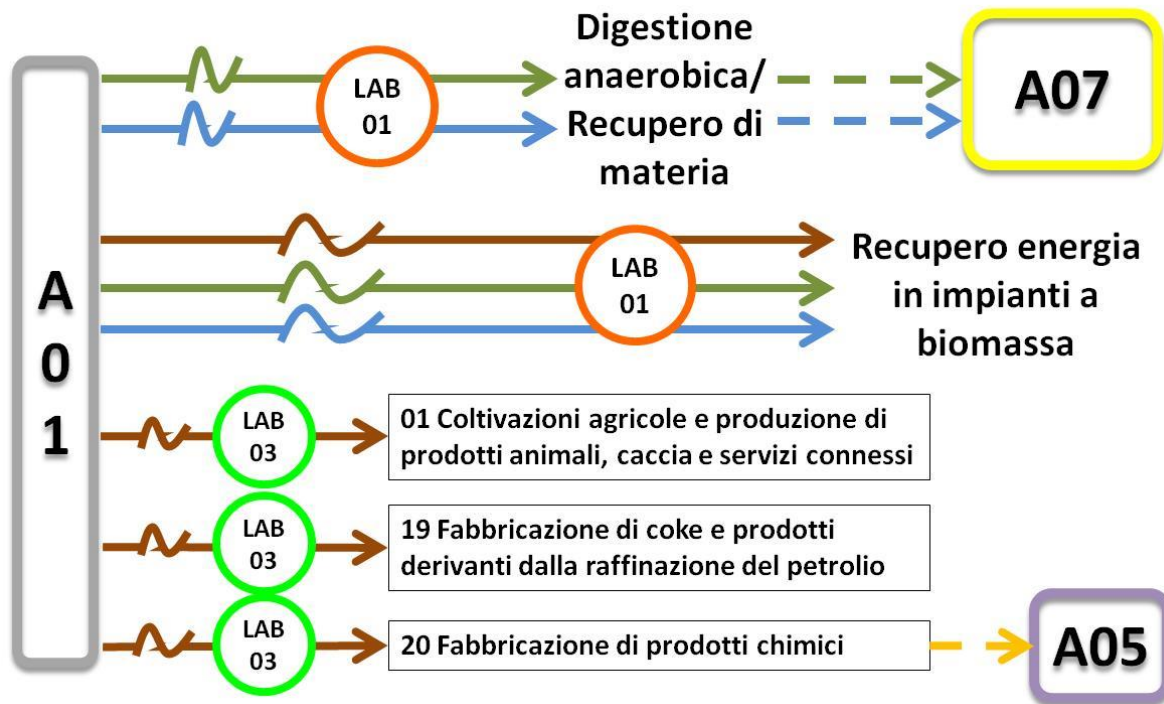 A
0
1
LAB
01
Digestione
anaerobica/
Recupero di
materia
A07
LAB
01
Recupero energia
in impianti a
biomassa
LAB
03
01 Coltivazioni agricole e produzione di
prodotti animali, caccia e servizi connessi
LAB
03
19 Fabbricazione di coke e prodotti
derivanti dalla raffinazione del petrolio
LAB
03
20 Fabbricazione di prodotti chimici
A05